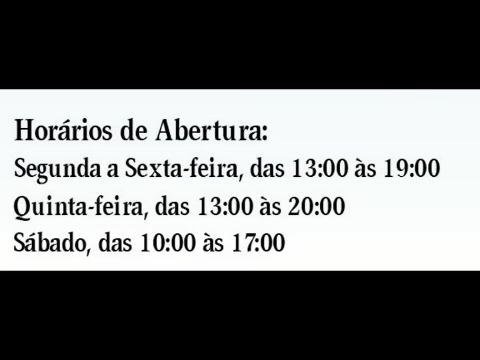 Horários de Abertura:
Segunda a Sexta-feira, das 13:00 às 19:00
Quinta-feira, das 13:00 às 20:00
Sábado, das 10:00 às 17:00